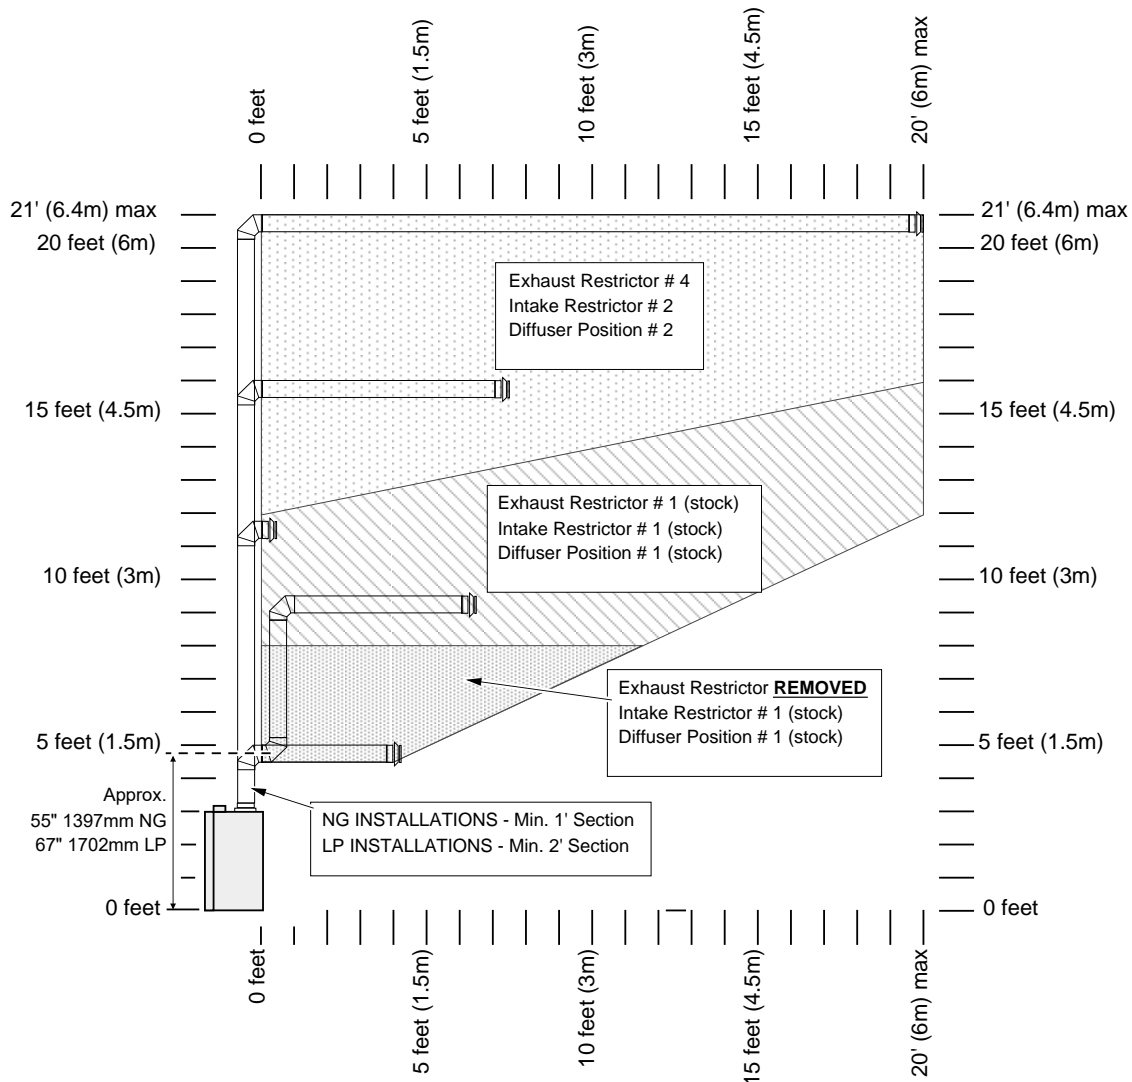 0 feet
5 feet (1.5m)
10 feet (3m)
15 feet (4.5m)
20' (6m) max
21' (6.4m) max
20 feet (6m)
15 feet (4.5m)
10 feet (3m)
5 feet (1.5m)
Approx.
55" 1397mm NG
67" 1702mm LP
0 feet
Exhaust Restrictor # 4
Intake Restrictor # 2
Diffuser Position # 2
Exhaust Restrictor # 1 (stock)
Intake Restrictor # 1 (stock)
Diffuser Position # 1 (stock)
Exhaust Restrictor REMOVED
Intake Restrictor # 1 (stock)
Diffuser Position # 1 (stock)
NG INSTALLATIONS - Min. 1' Section
LP INSTALLATIONS - Min. 2' Section
21' (6.4m) max
20 feet (6m)
15 feet (4.5m)
10 feet (3m)
5 feet (1.5m)
0 feet
0 feet
5 feet (1.5m)
10 feet (3m)
15 feet (4.5m)
20' (6m) max